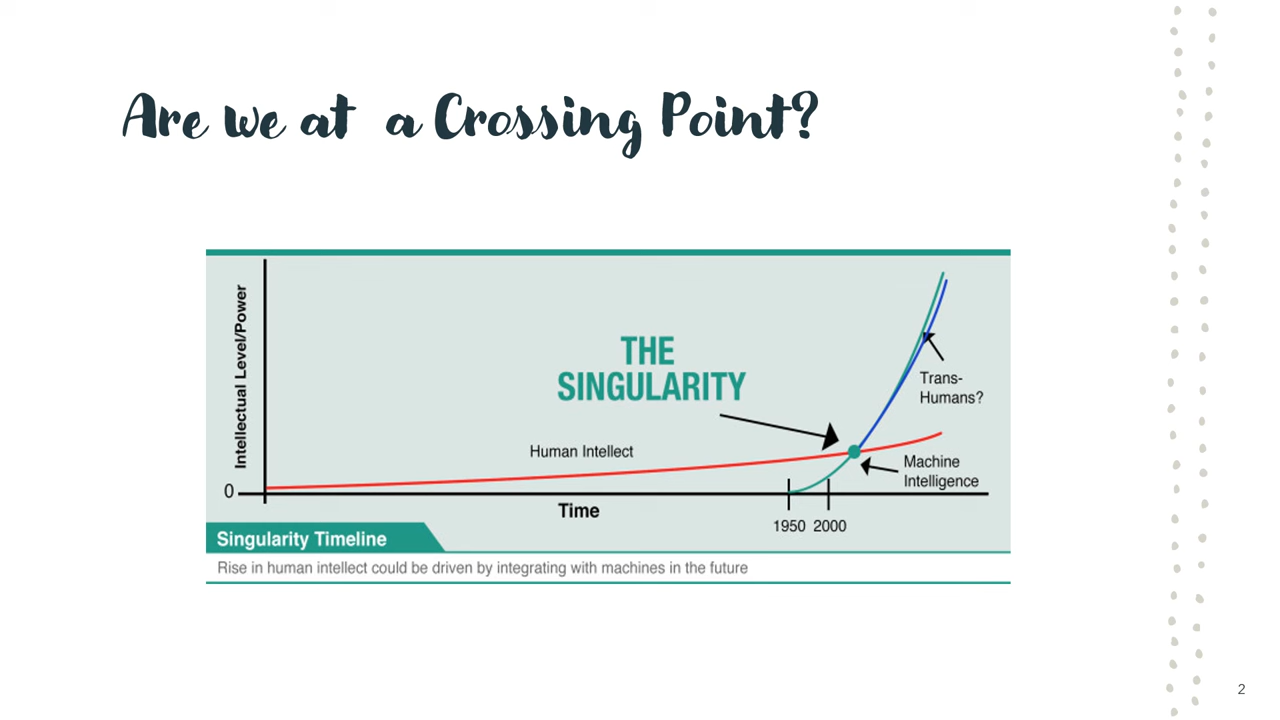 Are we at a Crossing Point?
Intellectual Level/Power
THE
SINGULARITY
Trans-
Humans?
Human Intellect
Machine
Intelligence
0
Time
1950 2000
Singularity Timeline
Rise in human intellect could be driven by integrating with machines in the future
2